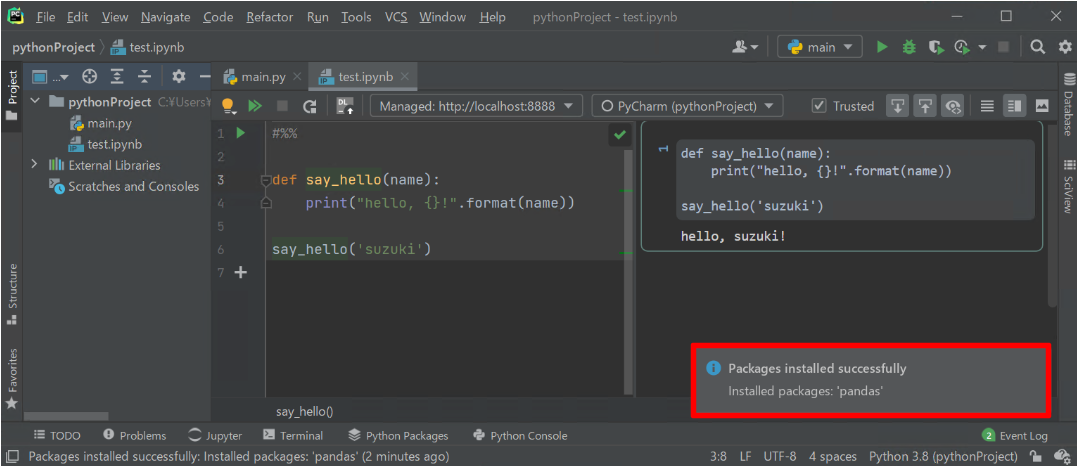 PC File Edit View Navigate Code Refactor Run Tools VCS Window Help pythonProject - test.ipynb
pythonProject test.ipynb main
Project ... main.py test.ipynb
pythonProject C:¥Users¥
main.py
test.ipynb
External Libraries
Scratches and Consoles
Structure
Favorites
DL Managed: http://localhost:8888 PyCharm (pythonProject) Trusted
1 #%%
2
3 def say_hello(name):
4 print("hello, {}!".format(name))
5
6 say_hello('suzuki')
7
say_hello()
1 def say_hello(name):
print("hello, {}!".format(name))
say_hello('suzuki')
hello, suzuki!
Database
SciView
Packages installed successfully
Installed packages: 'pandas'
TODO Problems Jupyter Terminal Python Packages Python Console 2 Event Log
Packages installed successfully: Installed packages: 'pandas' (2 minutes ago) 3:8 LF UTF-8 4 spaces Python 3.8 (pythonProject)